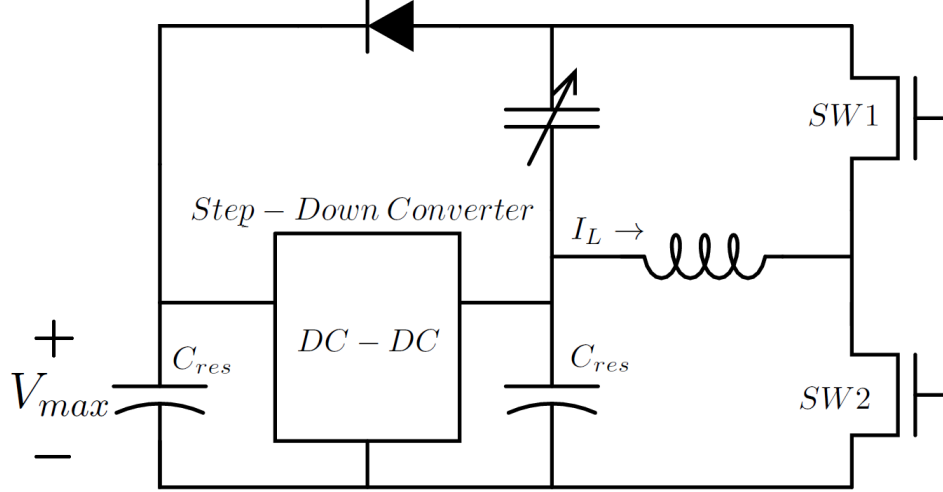 SW1
Step – Down Converter
I_L →
DC – DC
C_res
C_res
+
V_max
SW2
−